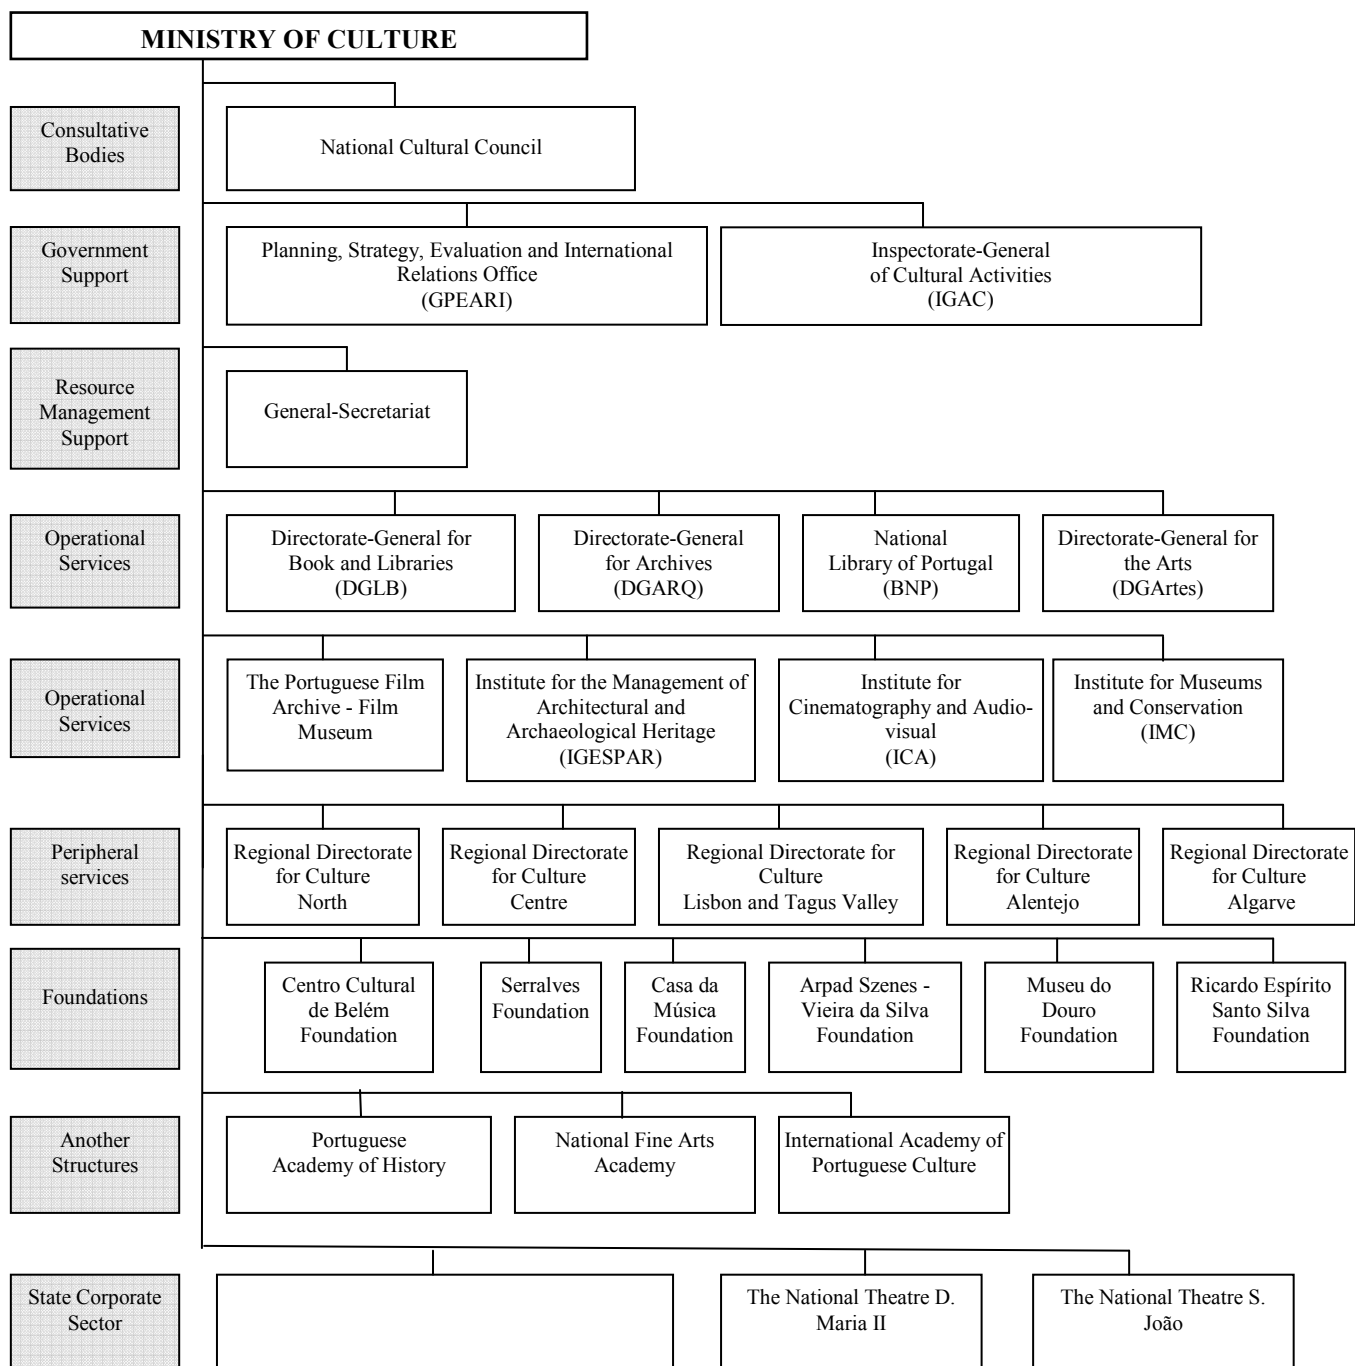 MINISTRY OF CULTURE
Consultative
Bodies
National Cultural Council
Government
Support
Planning, Strategy, Evaluation and International
Relations Office
(GPEARI)
Inspectorate-General
of Cultural Activities
(IGAC)
Resource
Management
Support
General-Secretariat
Operational
Services
Directorate-General for
Book and Libraries
(DGLB)
Directorate-General
for Archives
(DGARQ)
National
Library of Portugal
(BNP)
Directorate-General for
the Arts
(DGArtes)
Operational
Services
The Portuguese Film
Archive - Film
Museum
Institute for the Management of
Architectural and
Archaeological Heritage
(IGESPAR)
Institute for
Cinematography and Audio-
visual
(ICA)
Institute for Museums
and Conservation
(IMC)
Peripheral
services
Regional Directorate
for Culture
North
Regional Directorate
for Culture
Centre
Regional Directorate for
Culture
Lisbon and Tagus Valley
Regional Directorate
for Culture
Alentejo
Regional Directorate
for Culture
Algarve
Foundations
Centro Cultural
de Belém
Foundation
Serralves
Foundation
Casa da
Música
Foundation
Arpad Szenes -
Vieira da Silva
Foundation
Museu do
Douro
Foundation
Ricardo Espírito
Santo Silva
Foundation
Another
Structures
Portuguese
Academy of History
National Fine Arts
Academy
International Academy of
Portuguese Culture
State Corporate
Sector
The National Theatre D.
Maria II
The National Theatre S.
João